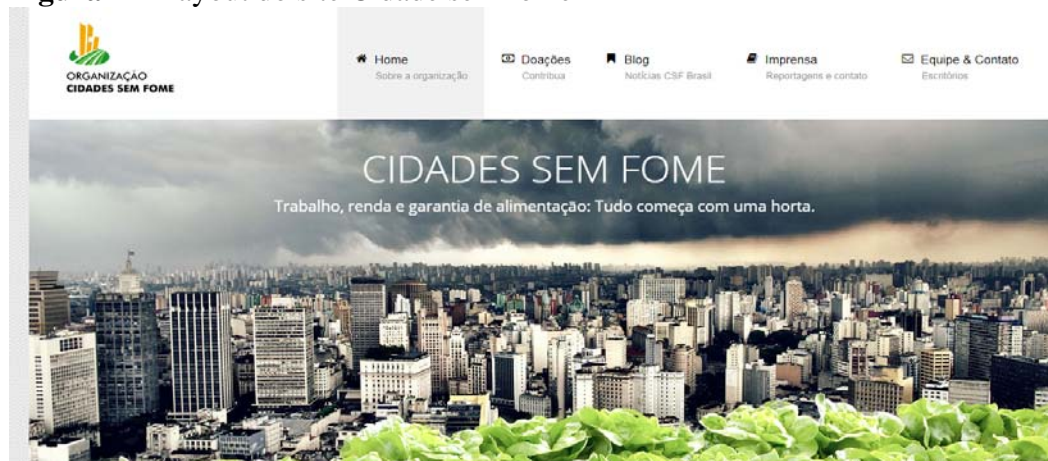 ORGANIZAÇÃO
CIDADES SEM FOME
Home
Sobre a organização
Doações
Contribua
Blog
Notícias CSF Brasil
Imprensa
Reportagens e contato
Equipe & Contato
Escritórios
CIDADES SEM FOME
Trabalho, renda e garantia de alimentação: Tudo começa com uma horta.